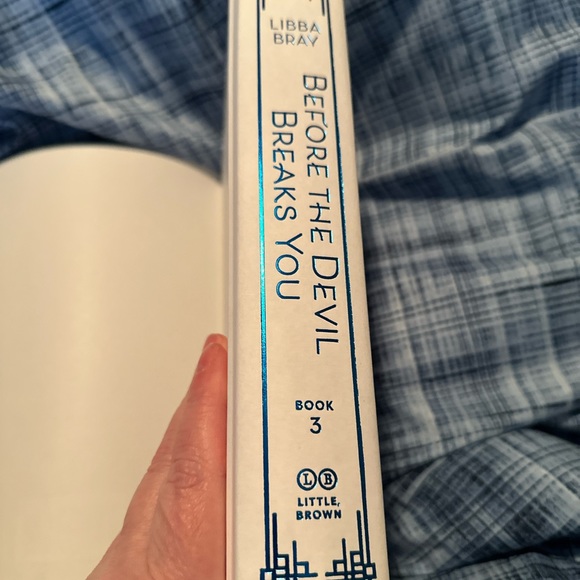 LIBBA
BRAY
BEFORE THE DEVIL
BREAKS YOU
BOOK
3
LB
LITTLE,
BROWN